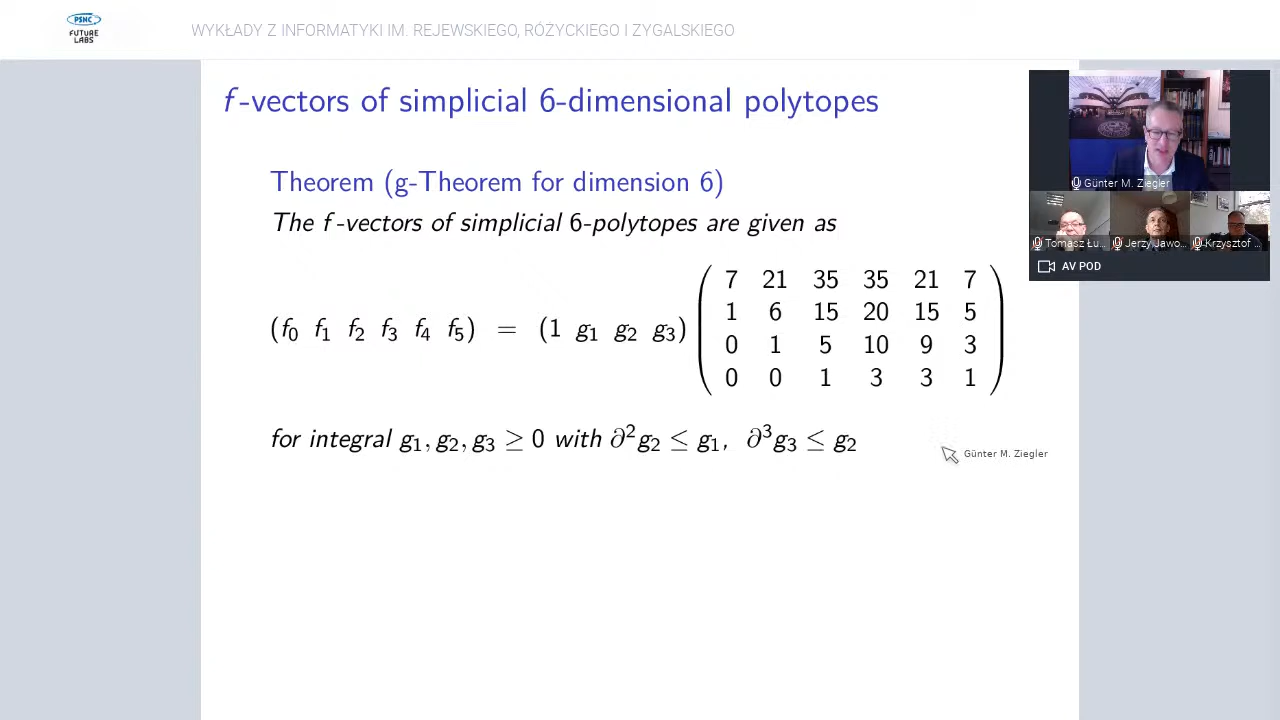 PSNC
FUTURE
LABS
WYKŁADY Z INFORMATYKI IM. REJEWSKIEGO, RÓŻYCKIEGO I ZYGALSKIEGO
f-vectors of simplicial 6-dimensional polytopes
Theorem (g-Theorem for dimension 6)
The f-vectors of simplicial 6-polytopes are given as
7 21 35 35 21 7
1 6 15 20 15 5
(f₀ f₁ f₂ f₃ f₄ f₅) = (1 g₁ g₂ g₃)
0 1 5 10 9 3
0 0 1 3 3 1
for integral g₁, g₂, g₃ ≥ 0 with ∂²g₂ ≤ g₁, ∂³g₃ ≤ g₂
Günter M. Ziegler
Günter M. Ziegler
Tomasz Łu...
Jerzy Jawo...
Krzysztof ...
AV POD